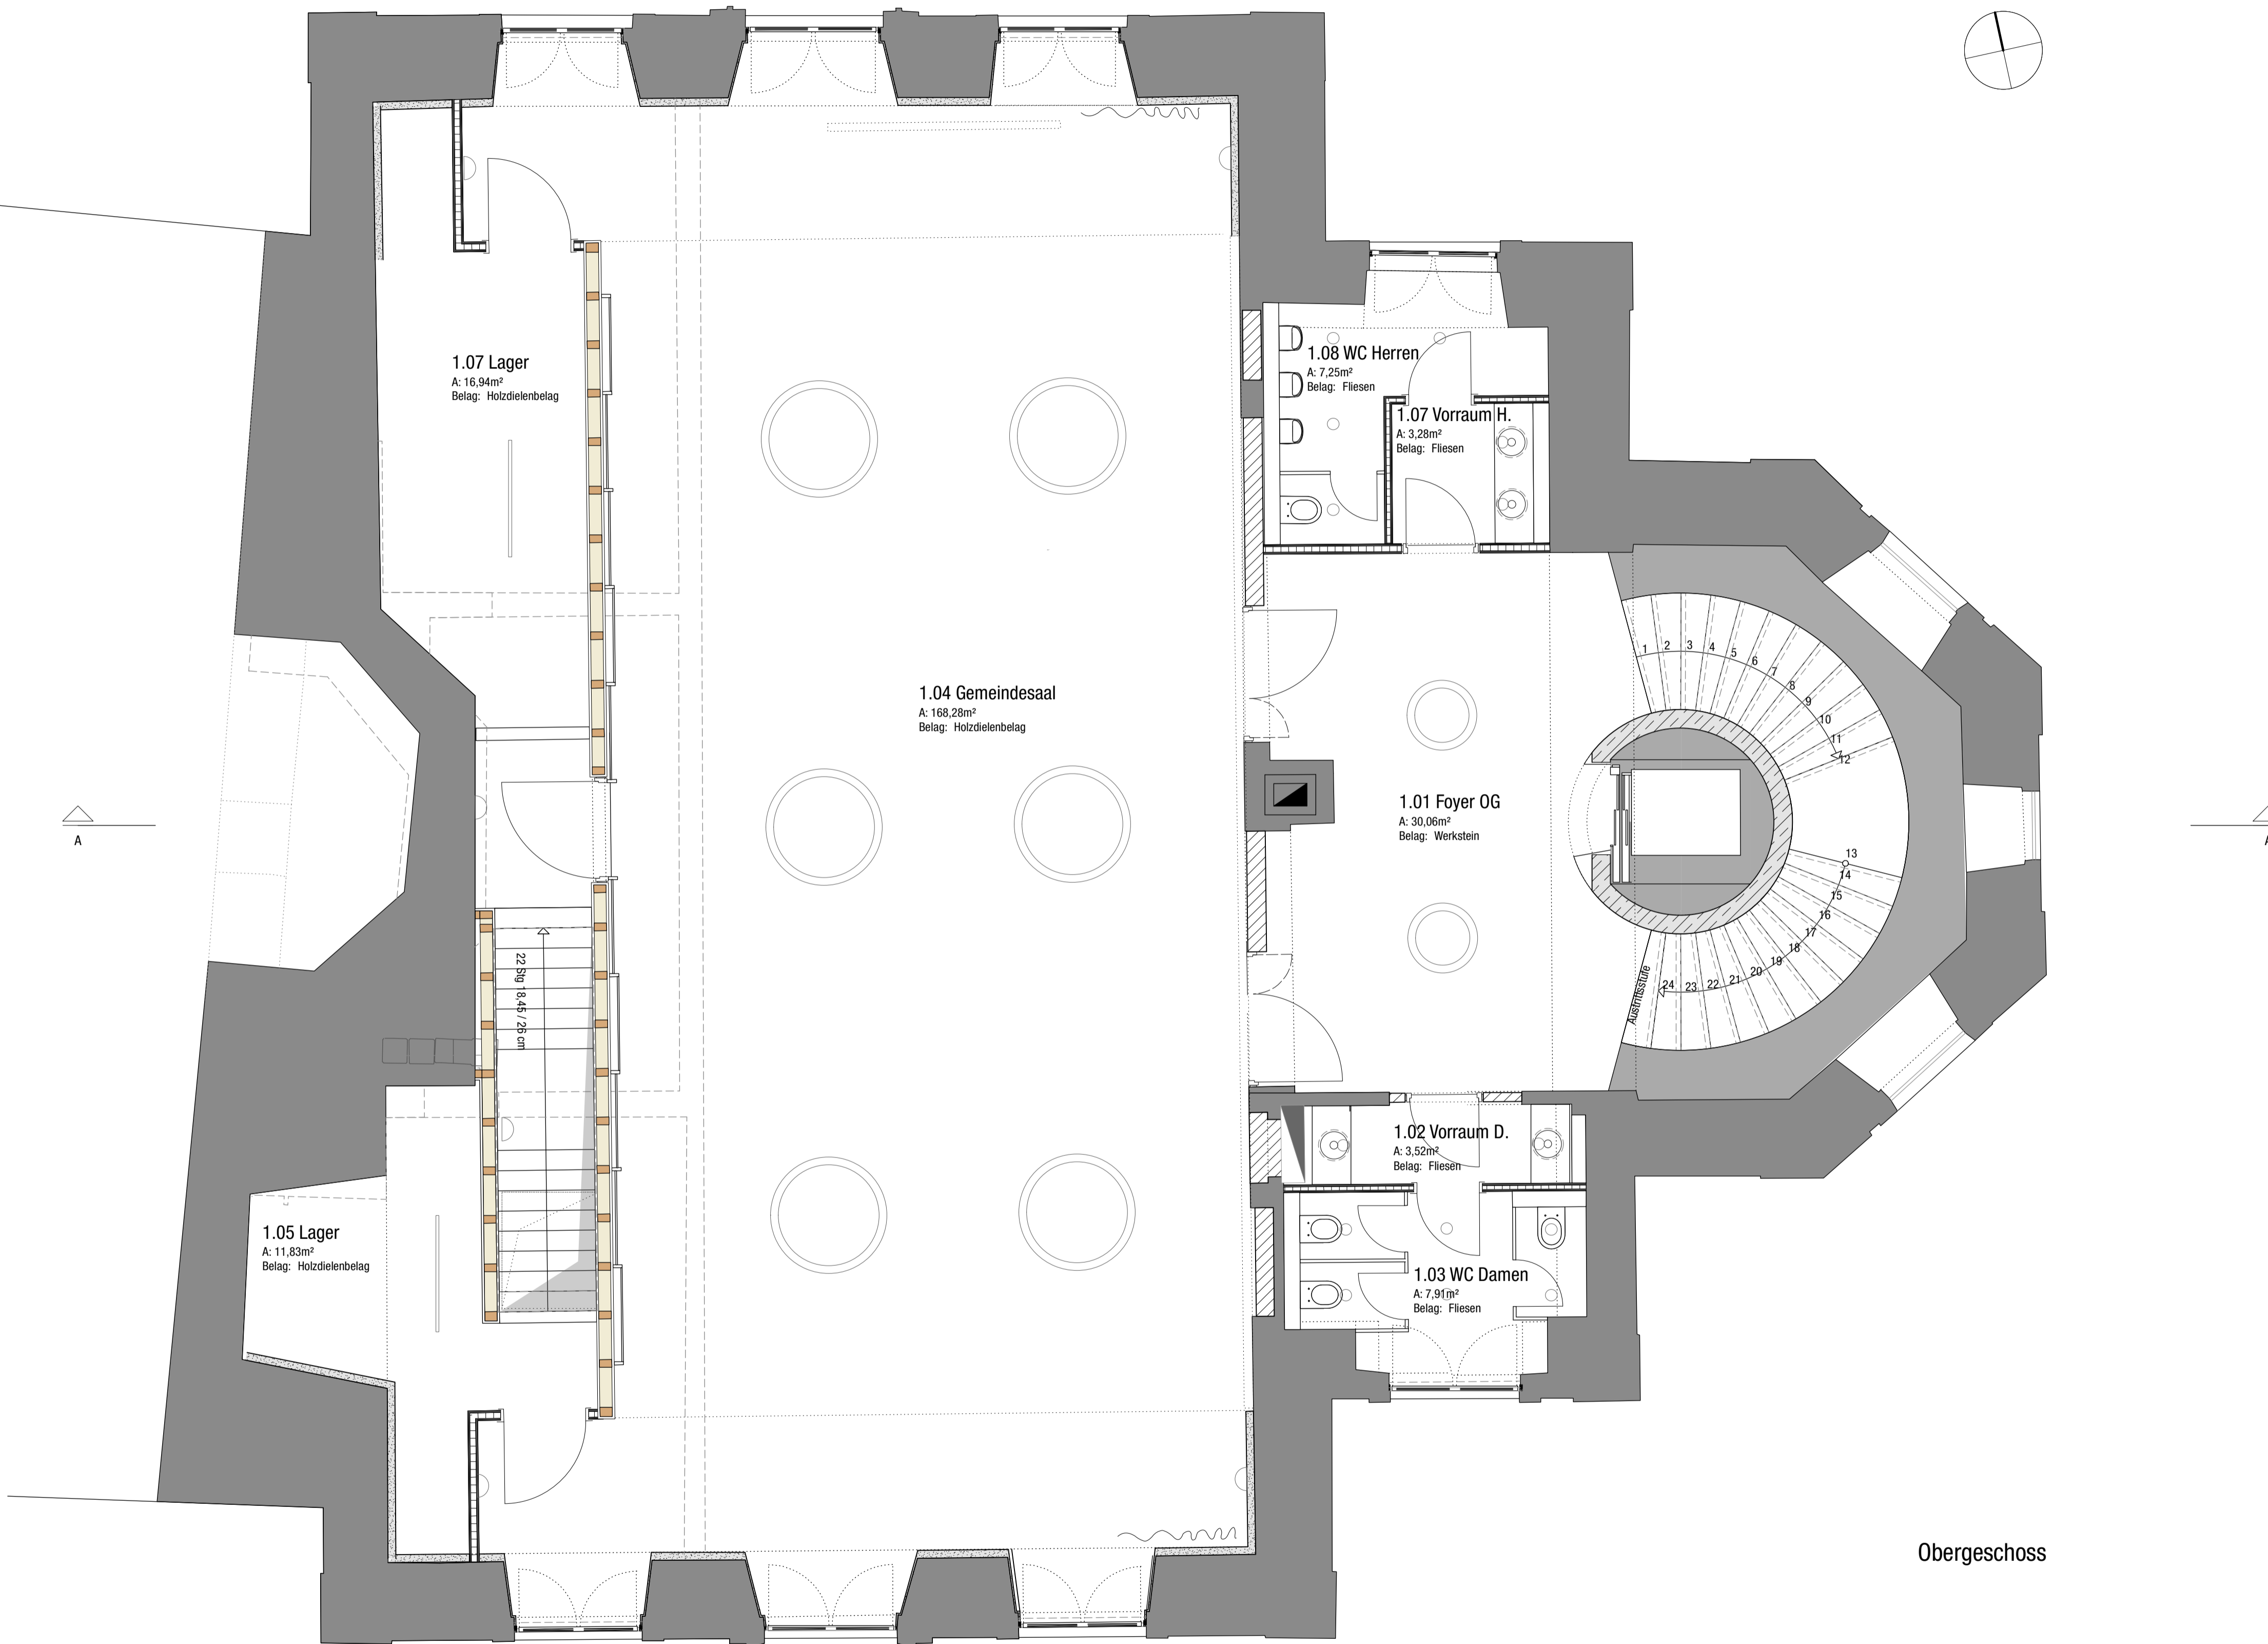 1.07 Lager
A: 16,94m²
Belag: Holzdielenbelag
1.08 WC Herren
A: 7,25m²
Belag: Fliesen
1.07 Vorraum H.
A: 3,28m²
Belag: Fliesen
1.04 Gemeindesaal
A: 168,28m²
Belag: Holzdielenbelag
1.01 Foyer OG
A: 30,06m²
Belag: Werkstein
1
2
3
4
5
6
7
8
9
10
11
12
13
14
15
16
17
18
19
20
21
22
23
24
Austrittsstufe
A
A
22 Stg 18,45 / 26 cm
1.02 Vorraum D.
A: 3,52m²
Belag: Fliesen
1.05 Lager
A: 11,83m²
Belag: Holzdielenbelag
1.03 WC Damen
A: 7,91m²
Belag: Fliesen
Obergeschoss